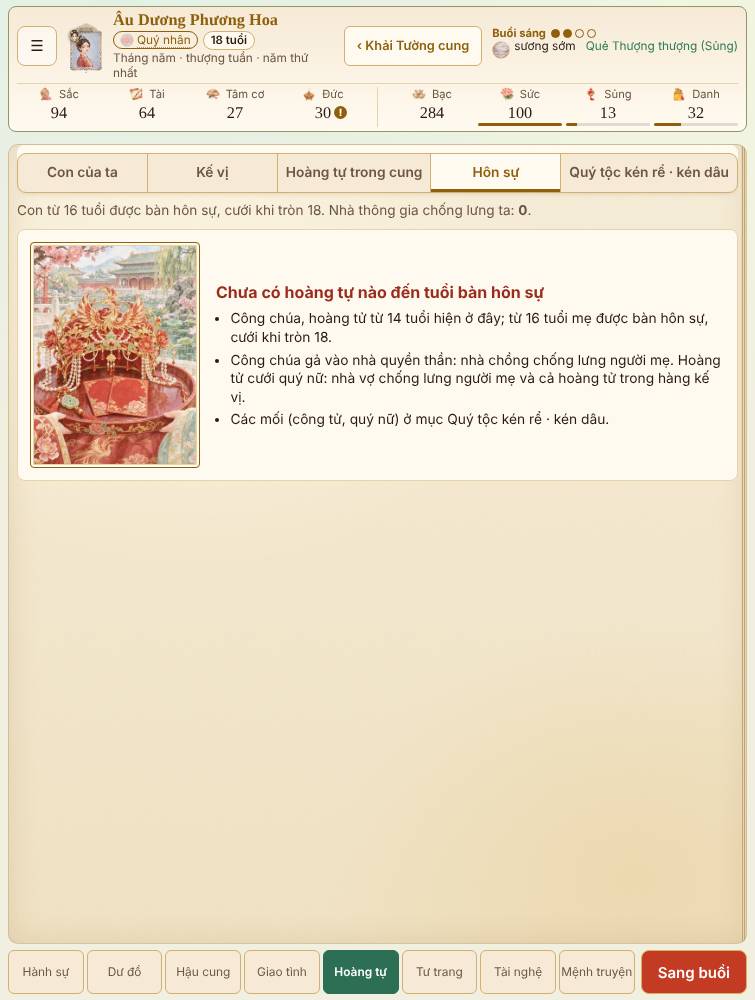 ☰
Âu Dương Phương Hoa
Quý nhân
18 tuổi
Tháng năm · thượng tuần · năm thứ
nhất
‹ Khải Tường cung
Buổi sáng
sương sớm
Quẻ Thượng thượng (Sủng)
Sắc
94
Tài
64
Tâm cơ
27
Đức
30 !
Bạc
284
Sức
100
Sủng
13
Danh
32
Con của ta
Kế vị
Hoàng tự trong cung
Hôn sự
Quý tộc kén rể · kén dâu
Con từ 16 tuổi được bàn hôn sự, cưới khi tròn 18. Nhà thông gia chống lưng ta: 0.
Chưa có hoàng tự nào đến tuổi bàn hôn sự
• Công chúa, hoàng tử từ 14 tuổi hiện ở đây; từ 16 tuổi mẹ được bàn hôn sự,
cưới khi tròn 18.
• Công chúa gả vào nhà quyền thần: nhà chồng chống lưng người mẹ. Hoàng
tử cưới quý nữ: nhà vợ chống lưng người mẹ và cả hoàng tử trong hàng kế
vị.
• Các mối (công tử, quý nữ) ở mục Quý tộc kén rể · kén dâu.
Hành sự
Dư đồ
Hậu cung
Giao tình
Hoàng tự
Tư trang
Tài nghệ
Mệnh truyện
Sang buổi